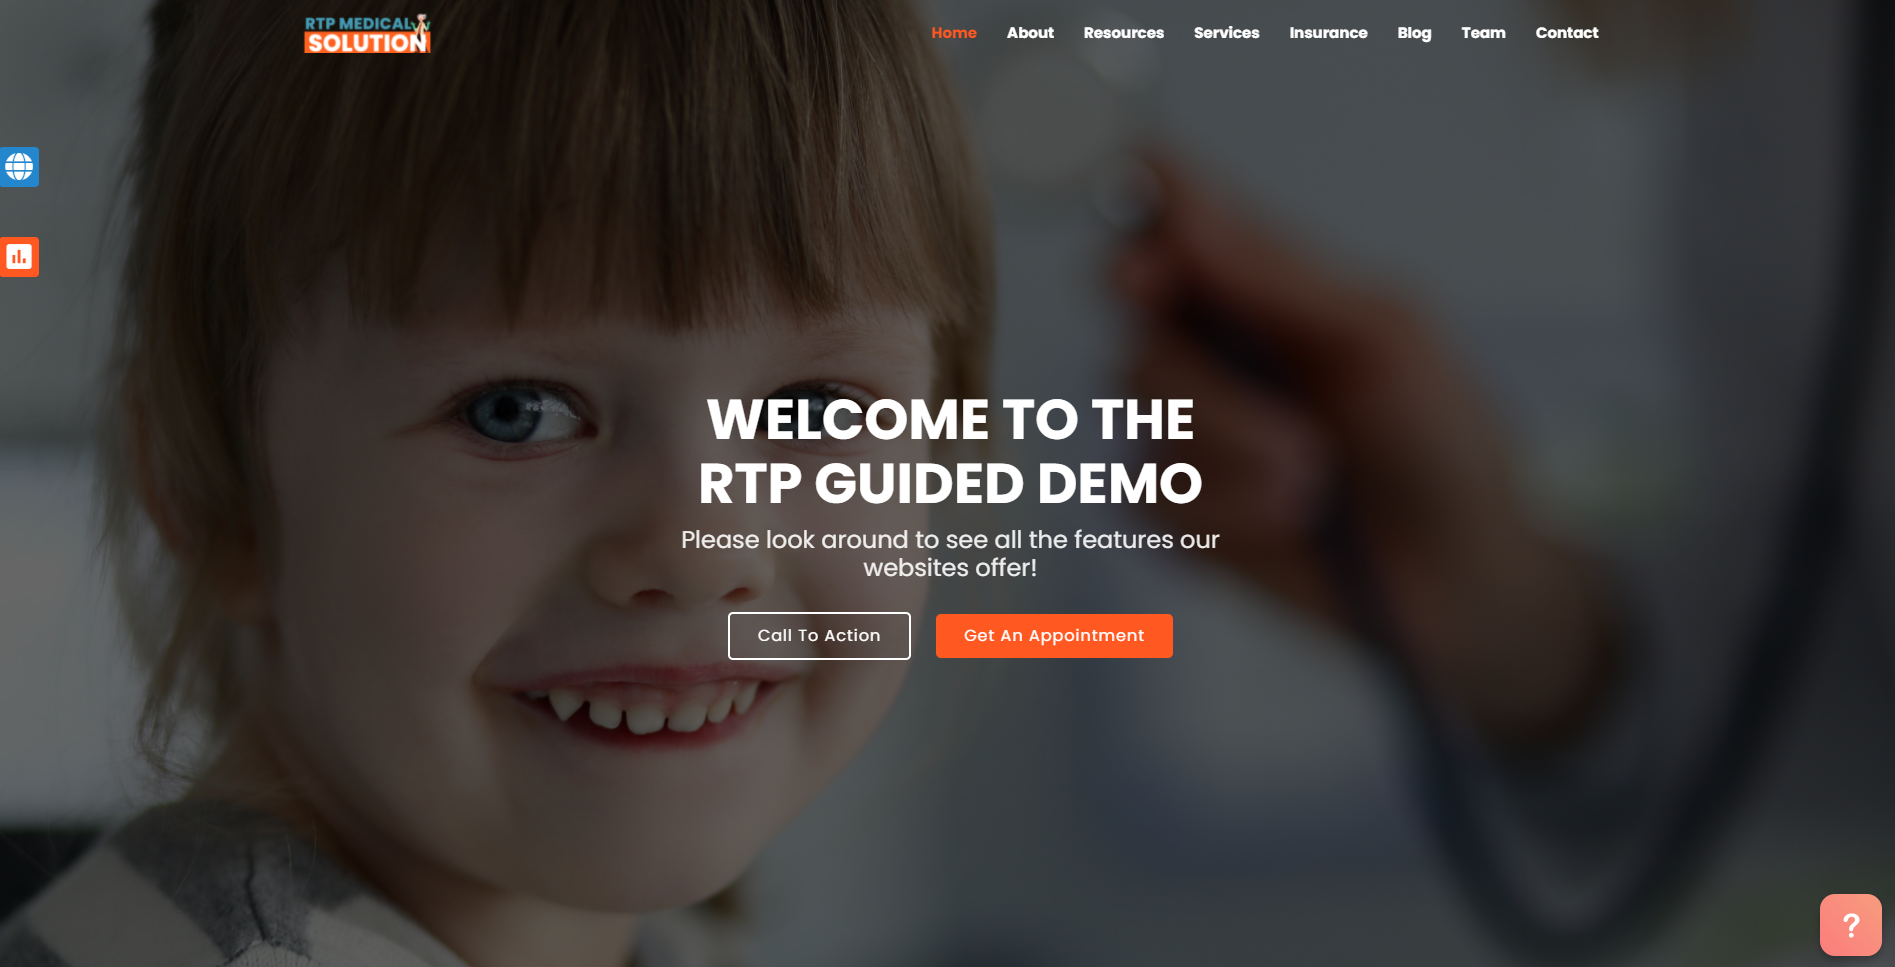 RTP MEDICAL
SOLUTION
Home About Resources Services Insurance Blog Team Contact
WELCOME TO THE
RTP GUIDED DEMO
Please look around to see all the features our
websites offer!
Call To Action Get An Appointment
?